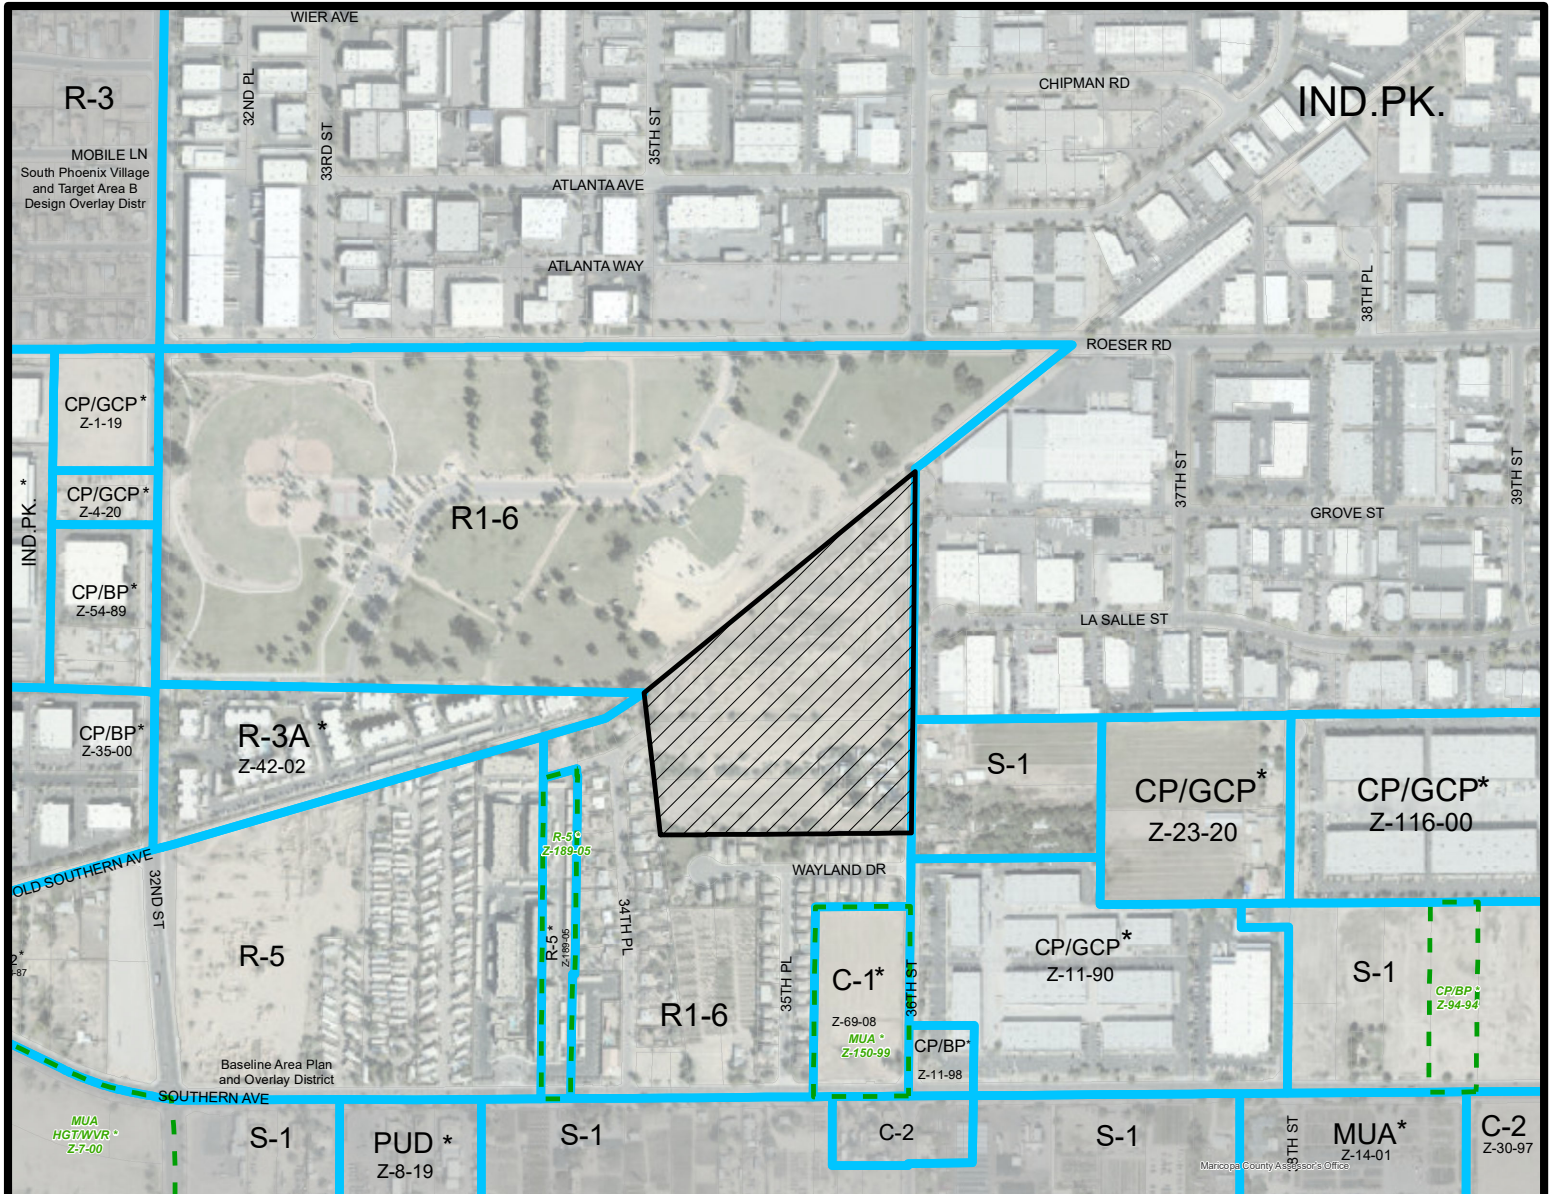 WIER AVE
32ND PL
33RD ST
35TH ST
CHIPMAN RD
IND.PK.
R-3
MOBILE LN
South Phoenix Village
and Target Area B
Design Overlay Distr
ATLANTA AVE
ATLANTA WAY
38TH PL
ROESER RD
CP/GCP*
Z-1-19
CP/GCP*
Z-4-20
IND.PK. *
CP/BP*
Z-54-89
R1-6
37TH ST
39TH ST
GROVE ST
LA SALLE ST
CP/BP*
Z-35-00
R-3A *
Z-42-02
S-1
CP/GCP*
Z-23-20
CP/GCP*
Z-116-00
R-5 *
Z-189-05
WAYLAND DR
OLD SOUTHERN AVE
32ND ST
34TH PL
R-5
R-5 *
Z-189-05
35TH PL
R1-6
C-1*
Z-69-08
MUA *
Z-150-99
36TH ST
CP/GCP*
Z-11-90
S-1
CP/BP *
Z-94-94
CP/BP*
Z-11-98
Baseline Area Plan
and Overlay District
SOUTHERN AVE
MUA
HGT/WVR *
Z-7-00
S-1
PUD *
Z-8-19
S-1
C-2
S-1
MUA*
Z-14-01
C-2
Z-30-97
Maricopa County Assessor's Office